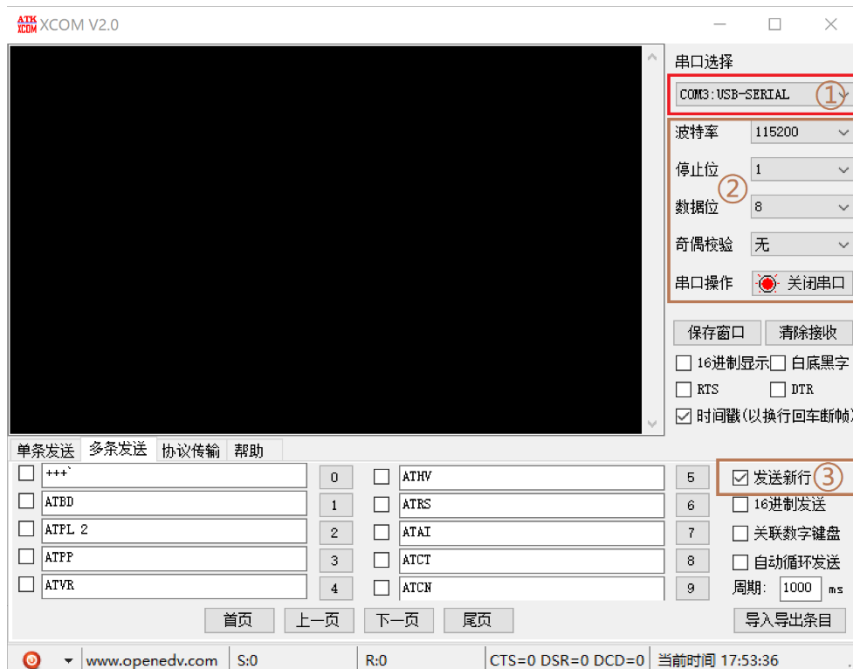 ATK XCOM XCOM V2.0
串口选择
COM3:USB-SERIAL ①
波特率 115200
停止位 1
②
数据位 8
奇偶校验 无
串口操作 关闭串口
保存窗口 清除接收
16进制显示 白底黑字
RTS DTR
时间戳(以换行回车断帧)
单条发送 多条发送 协议传输 帮助
+++` 0 ATHV 5 发送新行 ③
ATBD 1 ATRS 6 16进制发送
ATPL 2 2 ATAI 7 关联数字键盘
ATPP 3 ATCT 8 自动循环发送
ATVR 4 ATCN 9 周期: 1000 ms
首页 上一页 下一页 尾页 导入导出条目
www.openedv.com S:0 R:0 CTS=0 DSR=0 DCD=0 当前时间 17:53:36